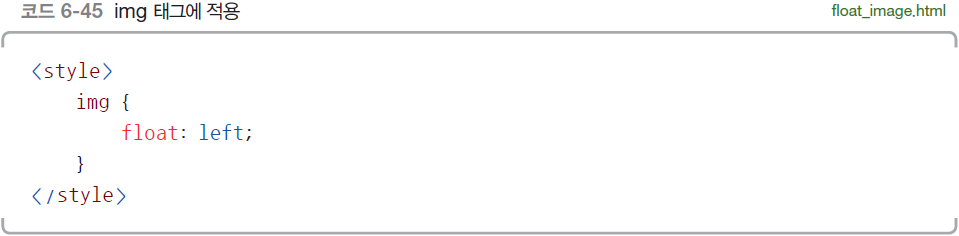 코드 6-45 img 태그에 적용 float_image.html
<style>
img {
float: left;
}
</style>